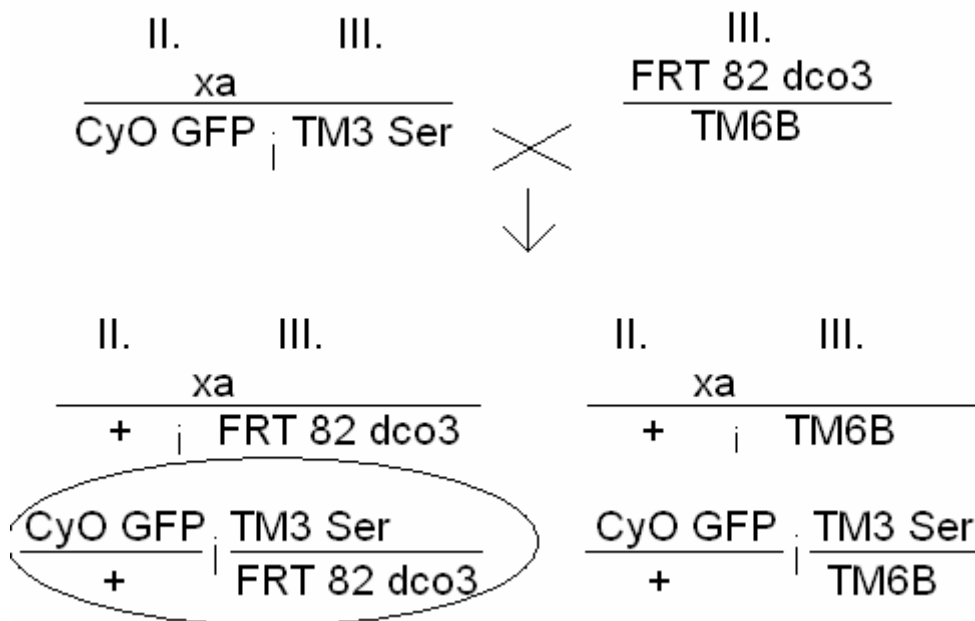 II. III. III.
xa FRT 82 dco3
CyO GFP ¡ TM3 Ser TM6B
II. III. II. III.
xa xa
+ ¡ FRT 82 dco3 + ¡ TM6B
CyO GFP ¡ TM3 Ser CyO GFP ¡ TM3 Ser
+ FRT 82 dco3 + TM6B